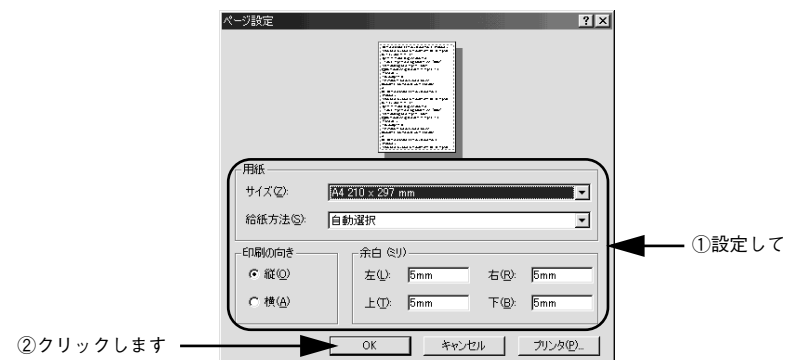 ページ設定
用紙
サイズ(Z): A4 210 x 297 mm
給紙方法(S): 自動選択
①設定して
印刷の向き
縦(O)
横(A)
余白 (ミリ)
左(L): 5mm 右(R): 5mm
上(T): 5mm 下(B): 5mm
②クリックします
OK キャンセル プリンタ(P)...